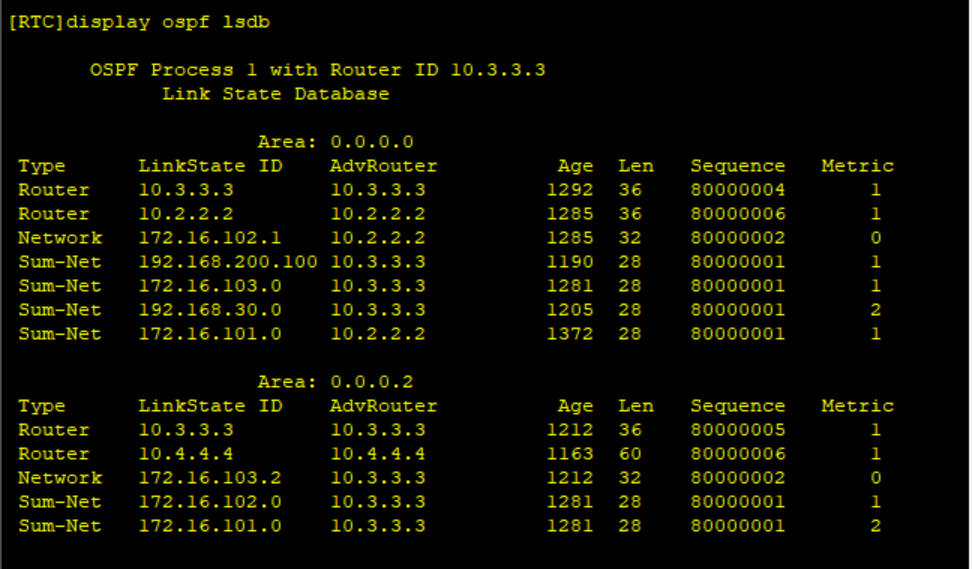 [RTC]display ospf lsdb
OSPF Process 1 with Router ID 10.3.3.3
Link State Database
Area: 0.0.0.0
Type LinkState ID AdvRouter Age Len Sequence Metric
Router 10.3.3.3 10.3.3.3 1292 36 80000004 1
Router 10.2.2.2 10.2.2.2 1285 36 80000006 1
Network 172.16.102.1 10.2.2.2 1285 32 80000002 0
Sum-Net 192.168.200.100 10.3.3.3 1190 28 80000001 1
Sum-Net 172.16.103.0 10.3.3.3 1281 28 80000001 1
Sum-Net 192.168.30.0 10.3.3.3 1205 28 80000001 2
Sum-Net 172.16.101.0 10.2.2.2 1372 28 80000001 1
Area: 0.0.0.2
Type LinkState ID AdvRouter Age Len Sequence Metric
Router 10.3.3.3 10.3.3.3 1212 36 80000005 1
Router 10.4.4.4 10.4.4.4 1163 60 80000006 1
Network 172.16.103.2 10.3.3.3 1212 32 80000002 0
Sum-Net 172.16.102.0 10.3.3.3 1281 28 80000001 1
Sum-Net 172.16.101.0 10.3.3.3 1281 28 80000001 2